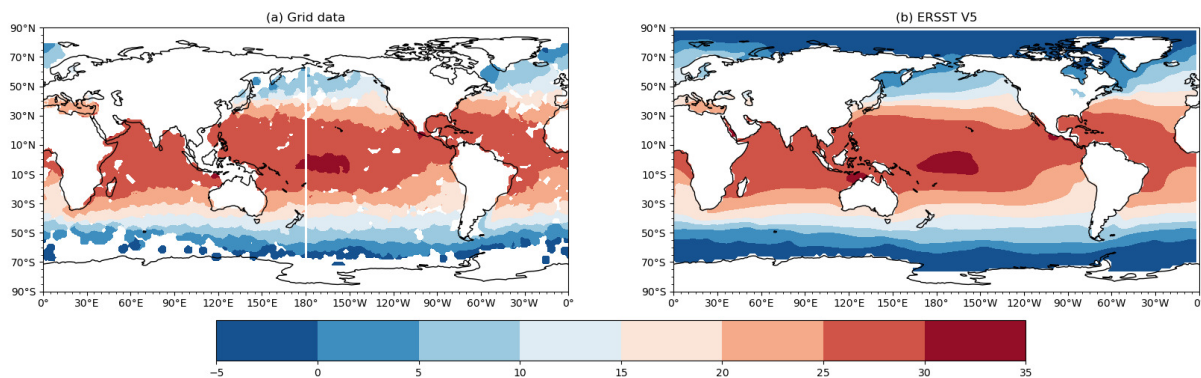 (a) Grid data
(b) ERSST V5
90°N
70°N
50°N
30°N
10°N
10°S
30°S
50°S
70°S
90°S
0°
30°E
60°E
90°E
120°E
150°E
180°
150°W
120°W
90°W
60°W
30°W
0°
90°N
70°N
50°N
30°N
10°N
10°S
30°S
50°S
70°S
90°S
0°
30°E
60°E
90°E
120°E
150°E
180°
150°W
120°W
90°W
60°W
30°W
0°
−5
0
5
10
15
20
25
30
35